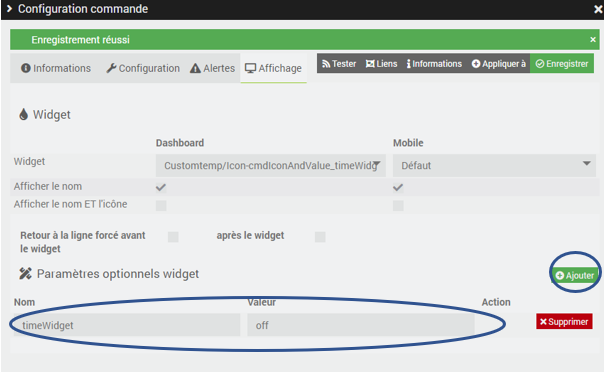 Configuration commande
Enregistrement réussi
Informations Configuration Alertes Affichage Tester Liens Informations Appliquer à Enregistrer
Widget
Dashboard Mobile
Widget Customtemp/Icon-cmdIconAndValue_timeWidg Défaut
Afficher le nom
Afficher le nom ET l'icône
Retour à la ligne forcé avant
le widget
après le widget
Paramètres optionnels widget Ajouter
Nom Valeur Action
timeWidget off Supprimer